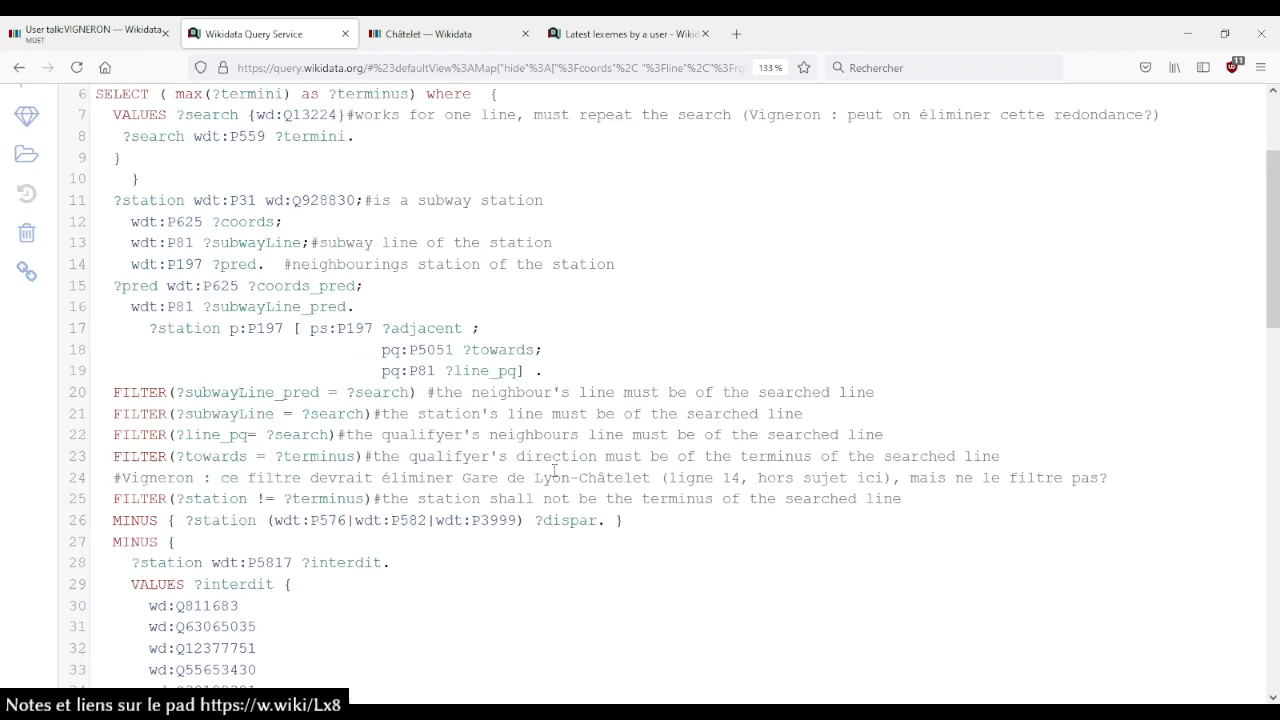 User talk:VIGNERON — Wikidata
MUET
Wikidata Query Service
Châtelet — Wikidata
Latest lexemes by a user - Wikid
https://query.wikidata.org/#%23defaultView%3AMap{"hide"%3A["%3Fcoords"%2C "%3Fline"%2C"%3Frg
133 %
Rechercher
11
6 SELECT ( max(?termini) as ?terminus) where {
7 VALUES ?search {wd:Q13224}#works for one line, must repeat the search (Vigneron : peut on éliminer cette redondance?)
8 ?search wdt:P559 ?termini.
9 }
10 }
11 ?station wdt:P31 wd:Q928830;#is a subway station
12 wdt:P625 ?coords;
13 wdt:P81 ?subwayLine;#subway line of the station
14 wdt:P197 ?pred. #neighbourings station of the station
15 ?pred wdt:P625 ?coords_pred;
16 wdt:P81 ?subwayLine_pred.
17 ?station p:P197 [ ps:P197 ?adjacent ;
18 pq:P5051 ?towards;
19 pq:P81 ?line_pq] .
20 FILTER(?subwayLine_pred = ?search) #the neighbour's line must be of the searched line
21 FILTER(?subwayLine = ?search)#the station's line must be of the searched line
22 FILTER(?line_pq= ?search)#the qualifyer's neighbours line must be of the searched line
23 FILTER(?towards = ?terminus)#the qualifyer's direction must be of the terminus of the searched line
24 #Vigneron : ce filtre devrait éliminer Gare de Lyon-Châtelet (ligne 14, hors sujet ici), mais ne le filtre pas?
25 FILTER(?station != ?terminus)#the station shall not be the terminus of the searched line
26 MINUS { ?station (wdt:P576|wdt:P582|wdt:P3999) ?dispar. }
27 MINUS {
28 ?station wdt:P5817 ?interdit.
29 VALUES ?interdit {
30 wd:Q811683
31 wd:Q63065035
32 wd:Q12377751
33 wd:Q55653430
Notes et liens sur le pad https://w.wiki/Lx8